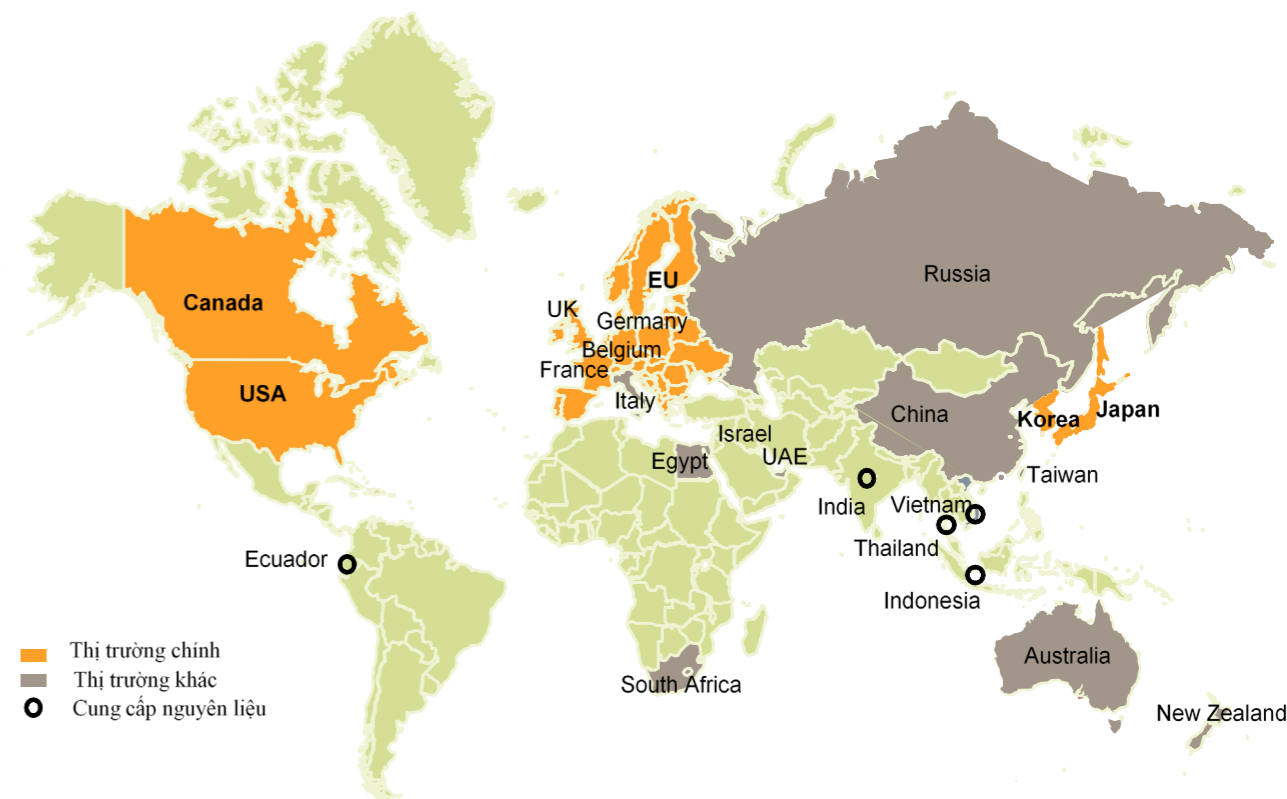 Russia
EU
Canada
UK
Germany
Belgium
France
USA
Italy
China
Korea
Japan
Israel
UAE
Egypt
Taiwan
India
Vietnam
Thailand
Ecuador
Indonesia
Thị trường chính
Thị trường khác
Cung cấp nguyên liệu
Australia
South Africa
New Zealand